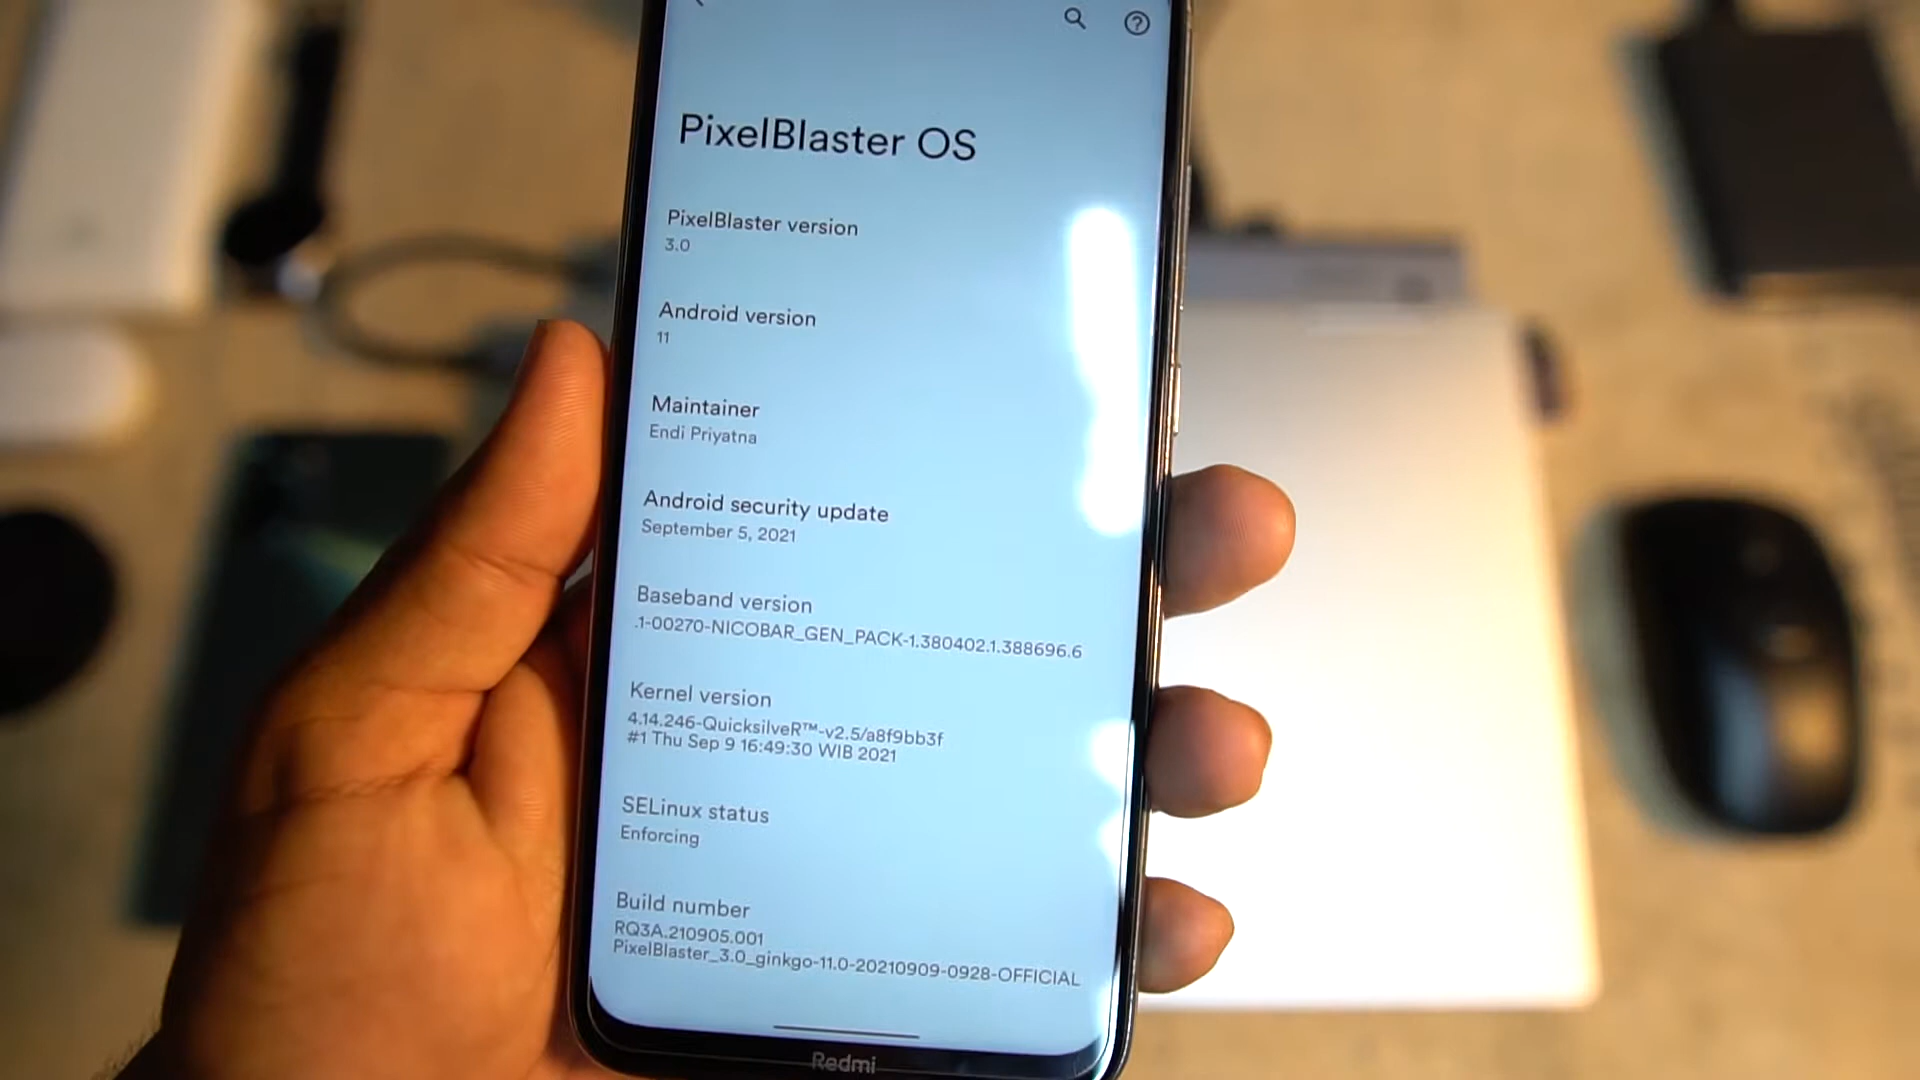 PixelBlaster OS
PixelBlaster version
3.0
Android version
11
Maintainer
Endi Priyatna
Android security update
September 5, 2021
Baseband version
.1-00270-NICOBAR_GEN_PACK-1.380402.1.388696.6
Kernel version
4.14.246-QuicksilveR™-v2.5/a8f9bb3f
#1 Thu Sep 9 16:49:30 WIB 2021
SELinux status
Enforcing
Build number
RQ3A.210905.001
PixelBlaster_3.0_ginkgo-11.0-20210909-0928-OFFICIAL
Redmi